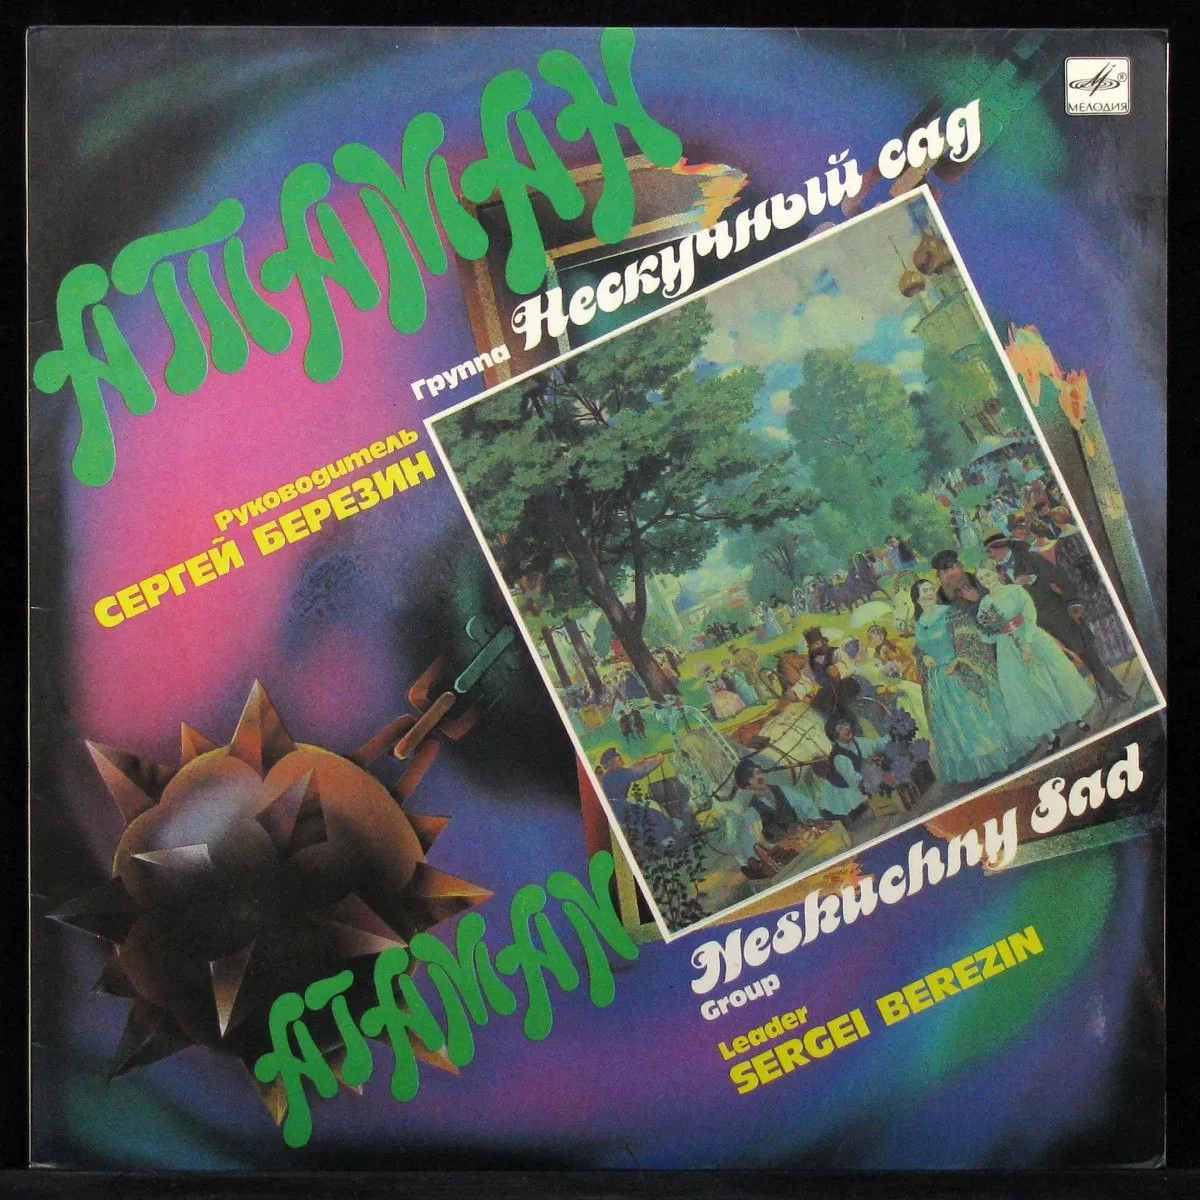 АТАМАН
Группа Нескучный сад
Руководитель
СЕРГЕЙ БЕРЕЗИН
МЕЛОДИЯ
®
ATAMAN
Neskuchny Sad
Group
Leader
SERGEI BEREZIN